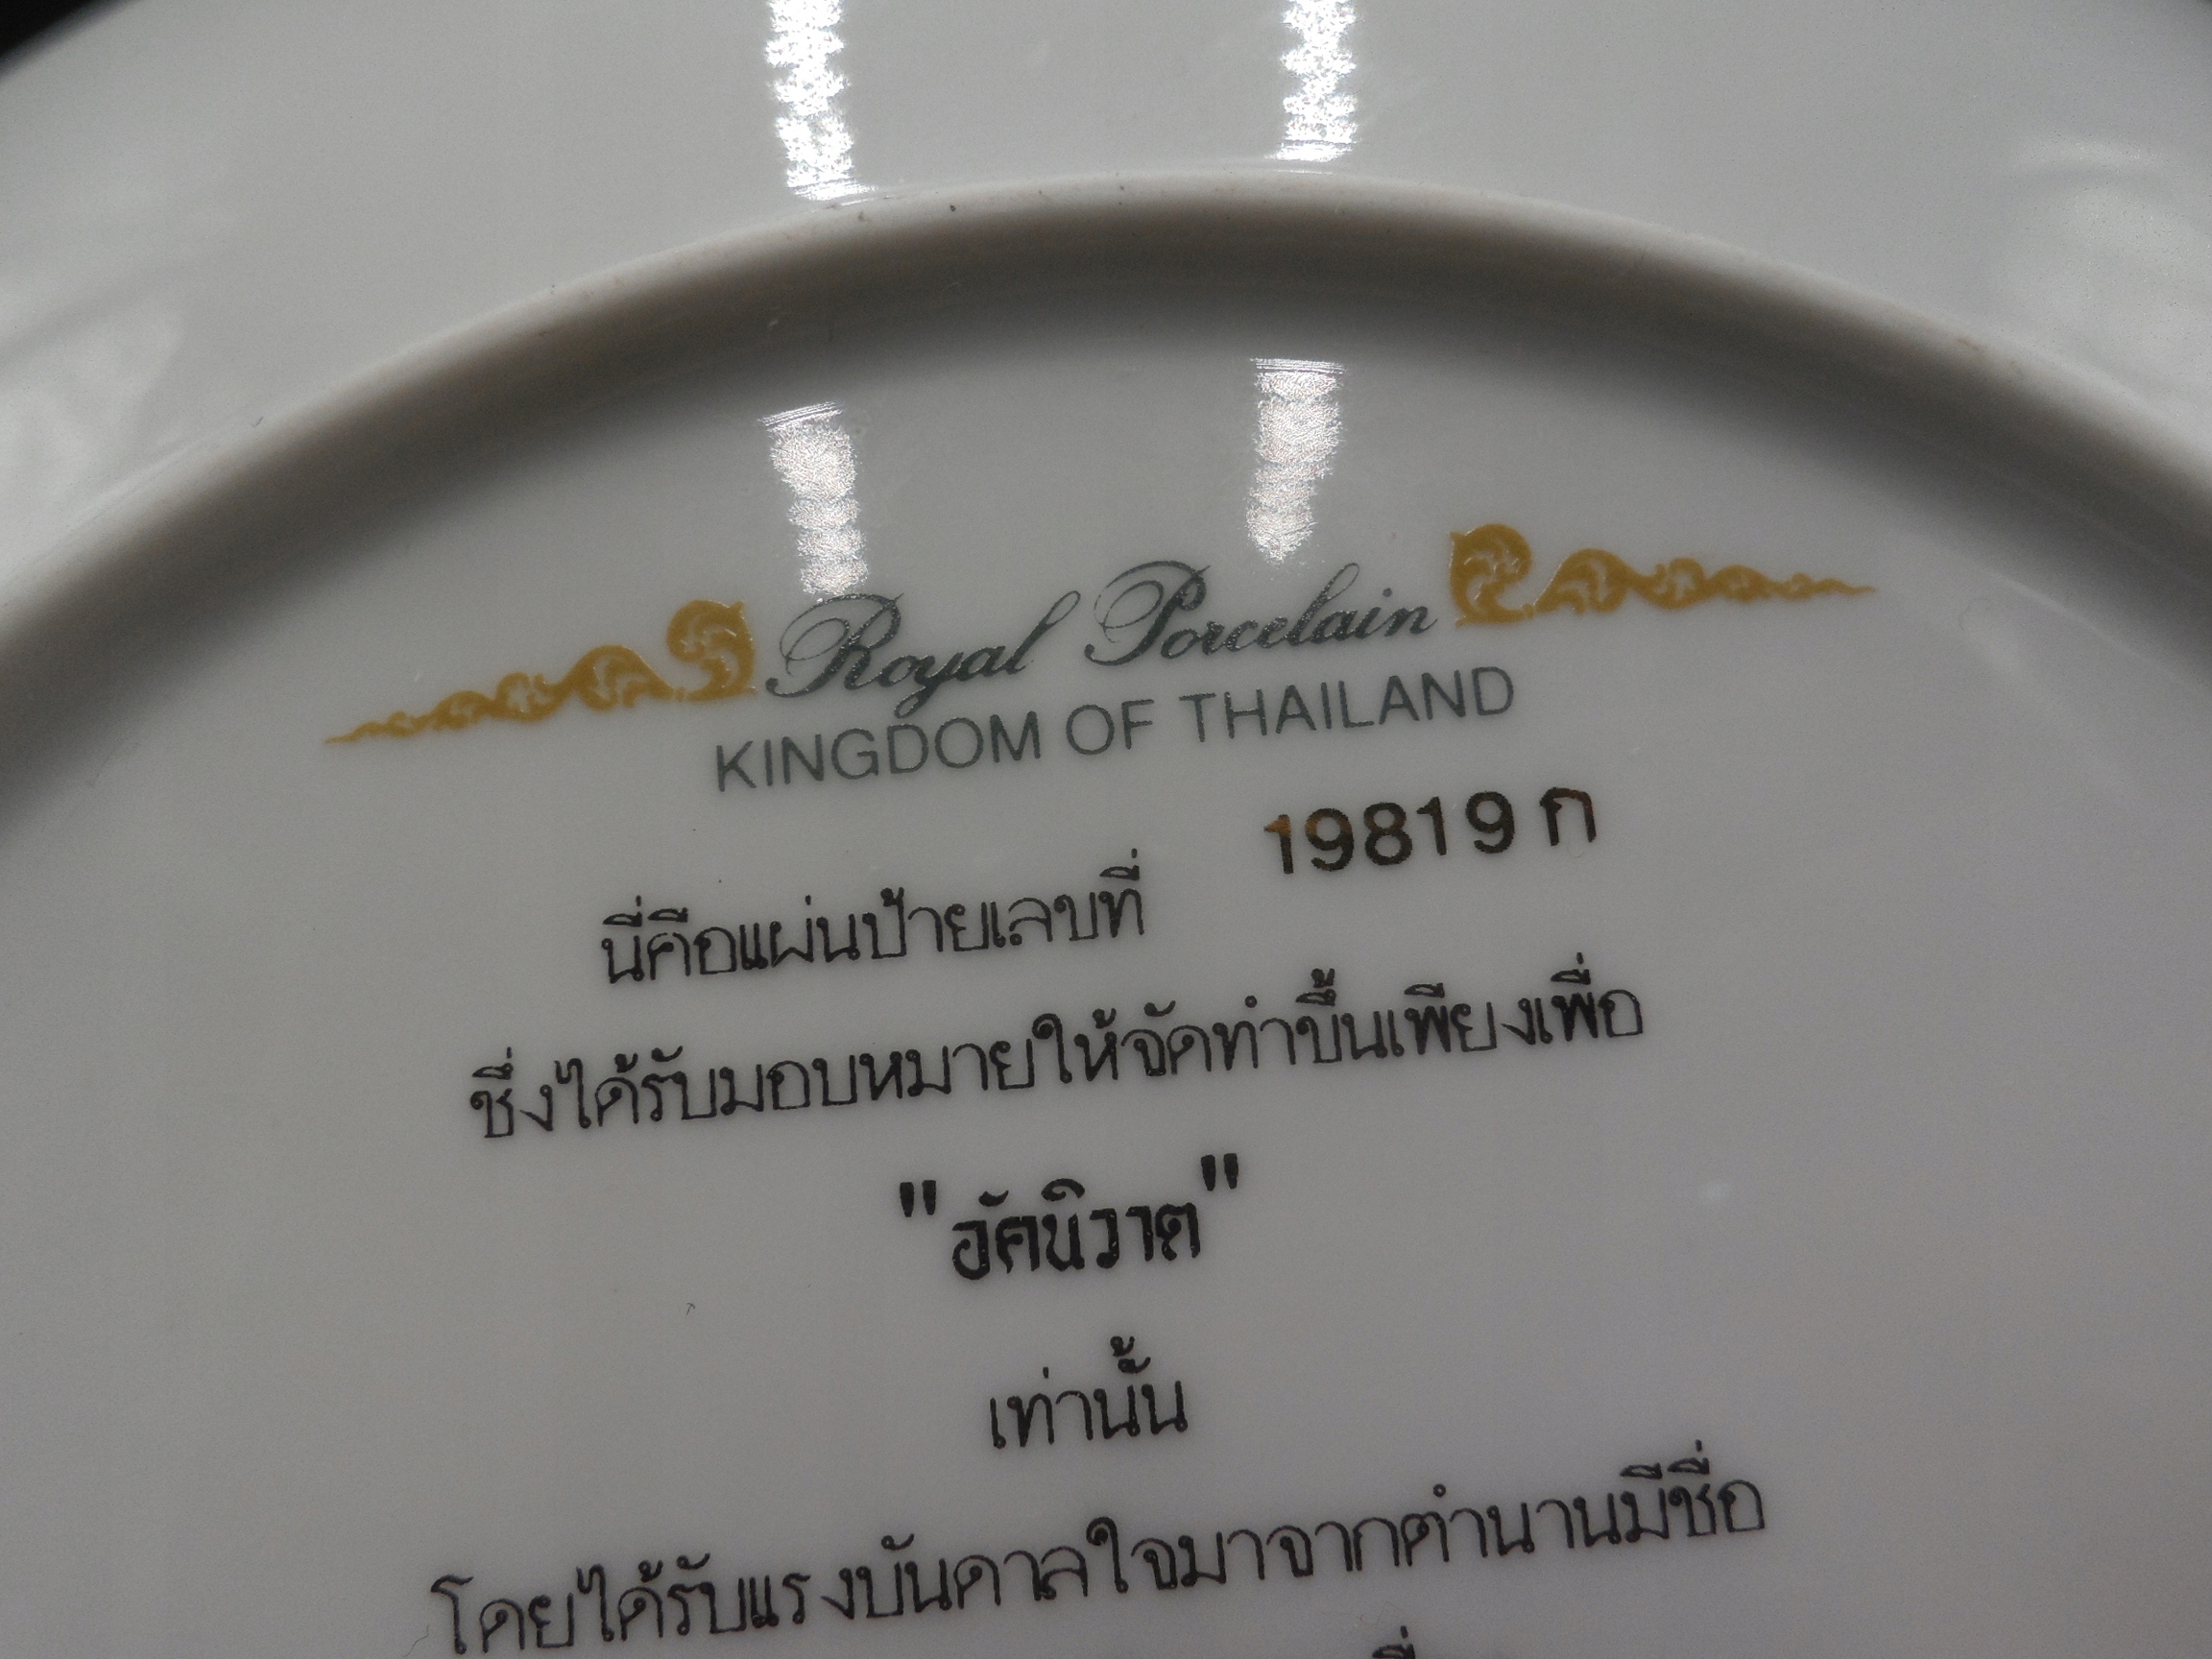 Royal Porcelain
KINGDOM OF THAILAND
19819 ก
นี่คือแผ่นป้ายเลขที่
ซึ่งได้รับมอบหมายให้จัดทำขึ้นเพียงเพื่อ
"อัคนิวาต"
เท่านั้น
โดยได้รับแรงบันดาลใจมาจากตำนานมีชื่อ